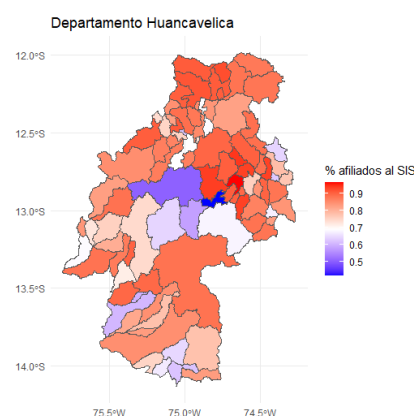 Departamento Huancavelica
12.0°S
12.5°S
13.0°S
13.5°S
14.0°S
75.5°W
75.0°W
74.5°W
% afiliados al SIS
0.9
0.8
0.7
0.6
0.5